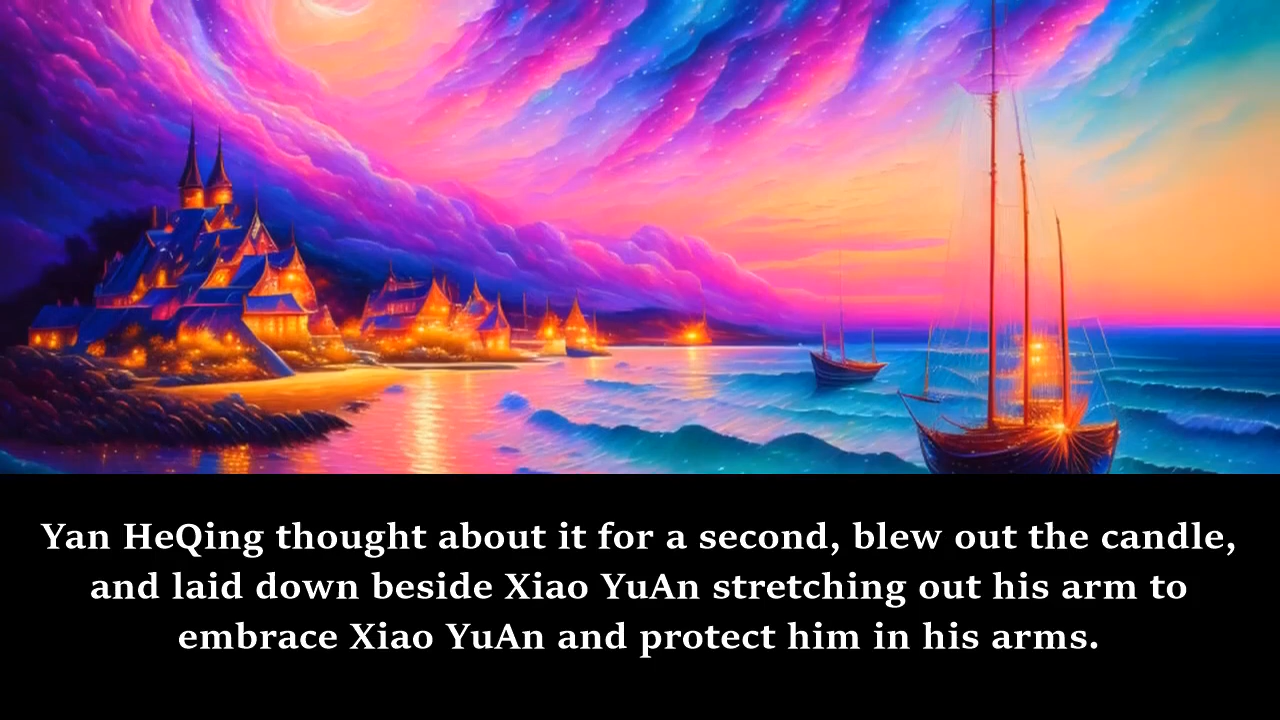 Yan HeQing thought about it for a second, blew out the candle,
and laid down beside Xiao YuAn stretching out his arm to
embrace Xiao YuAn and protect him in his arms.